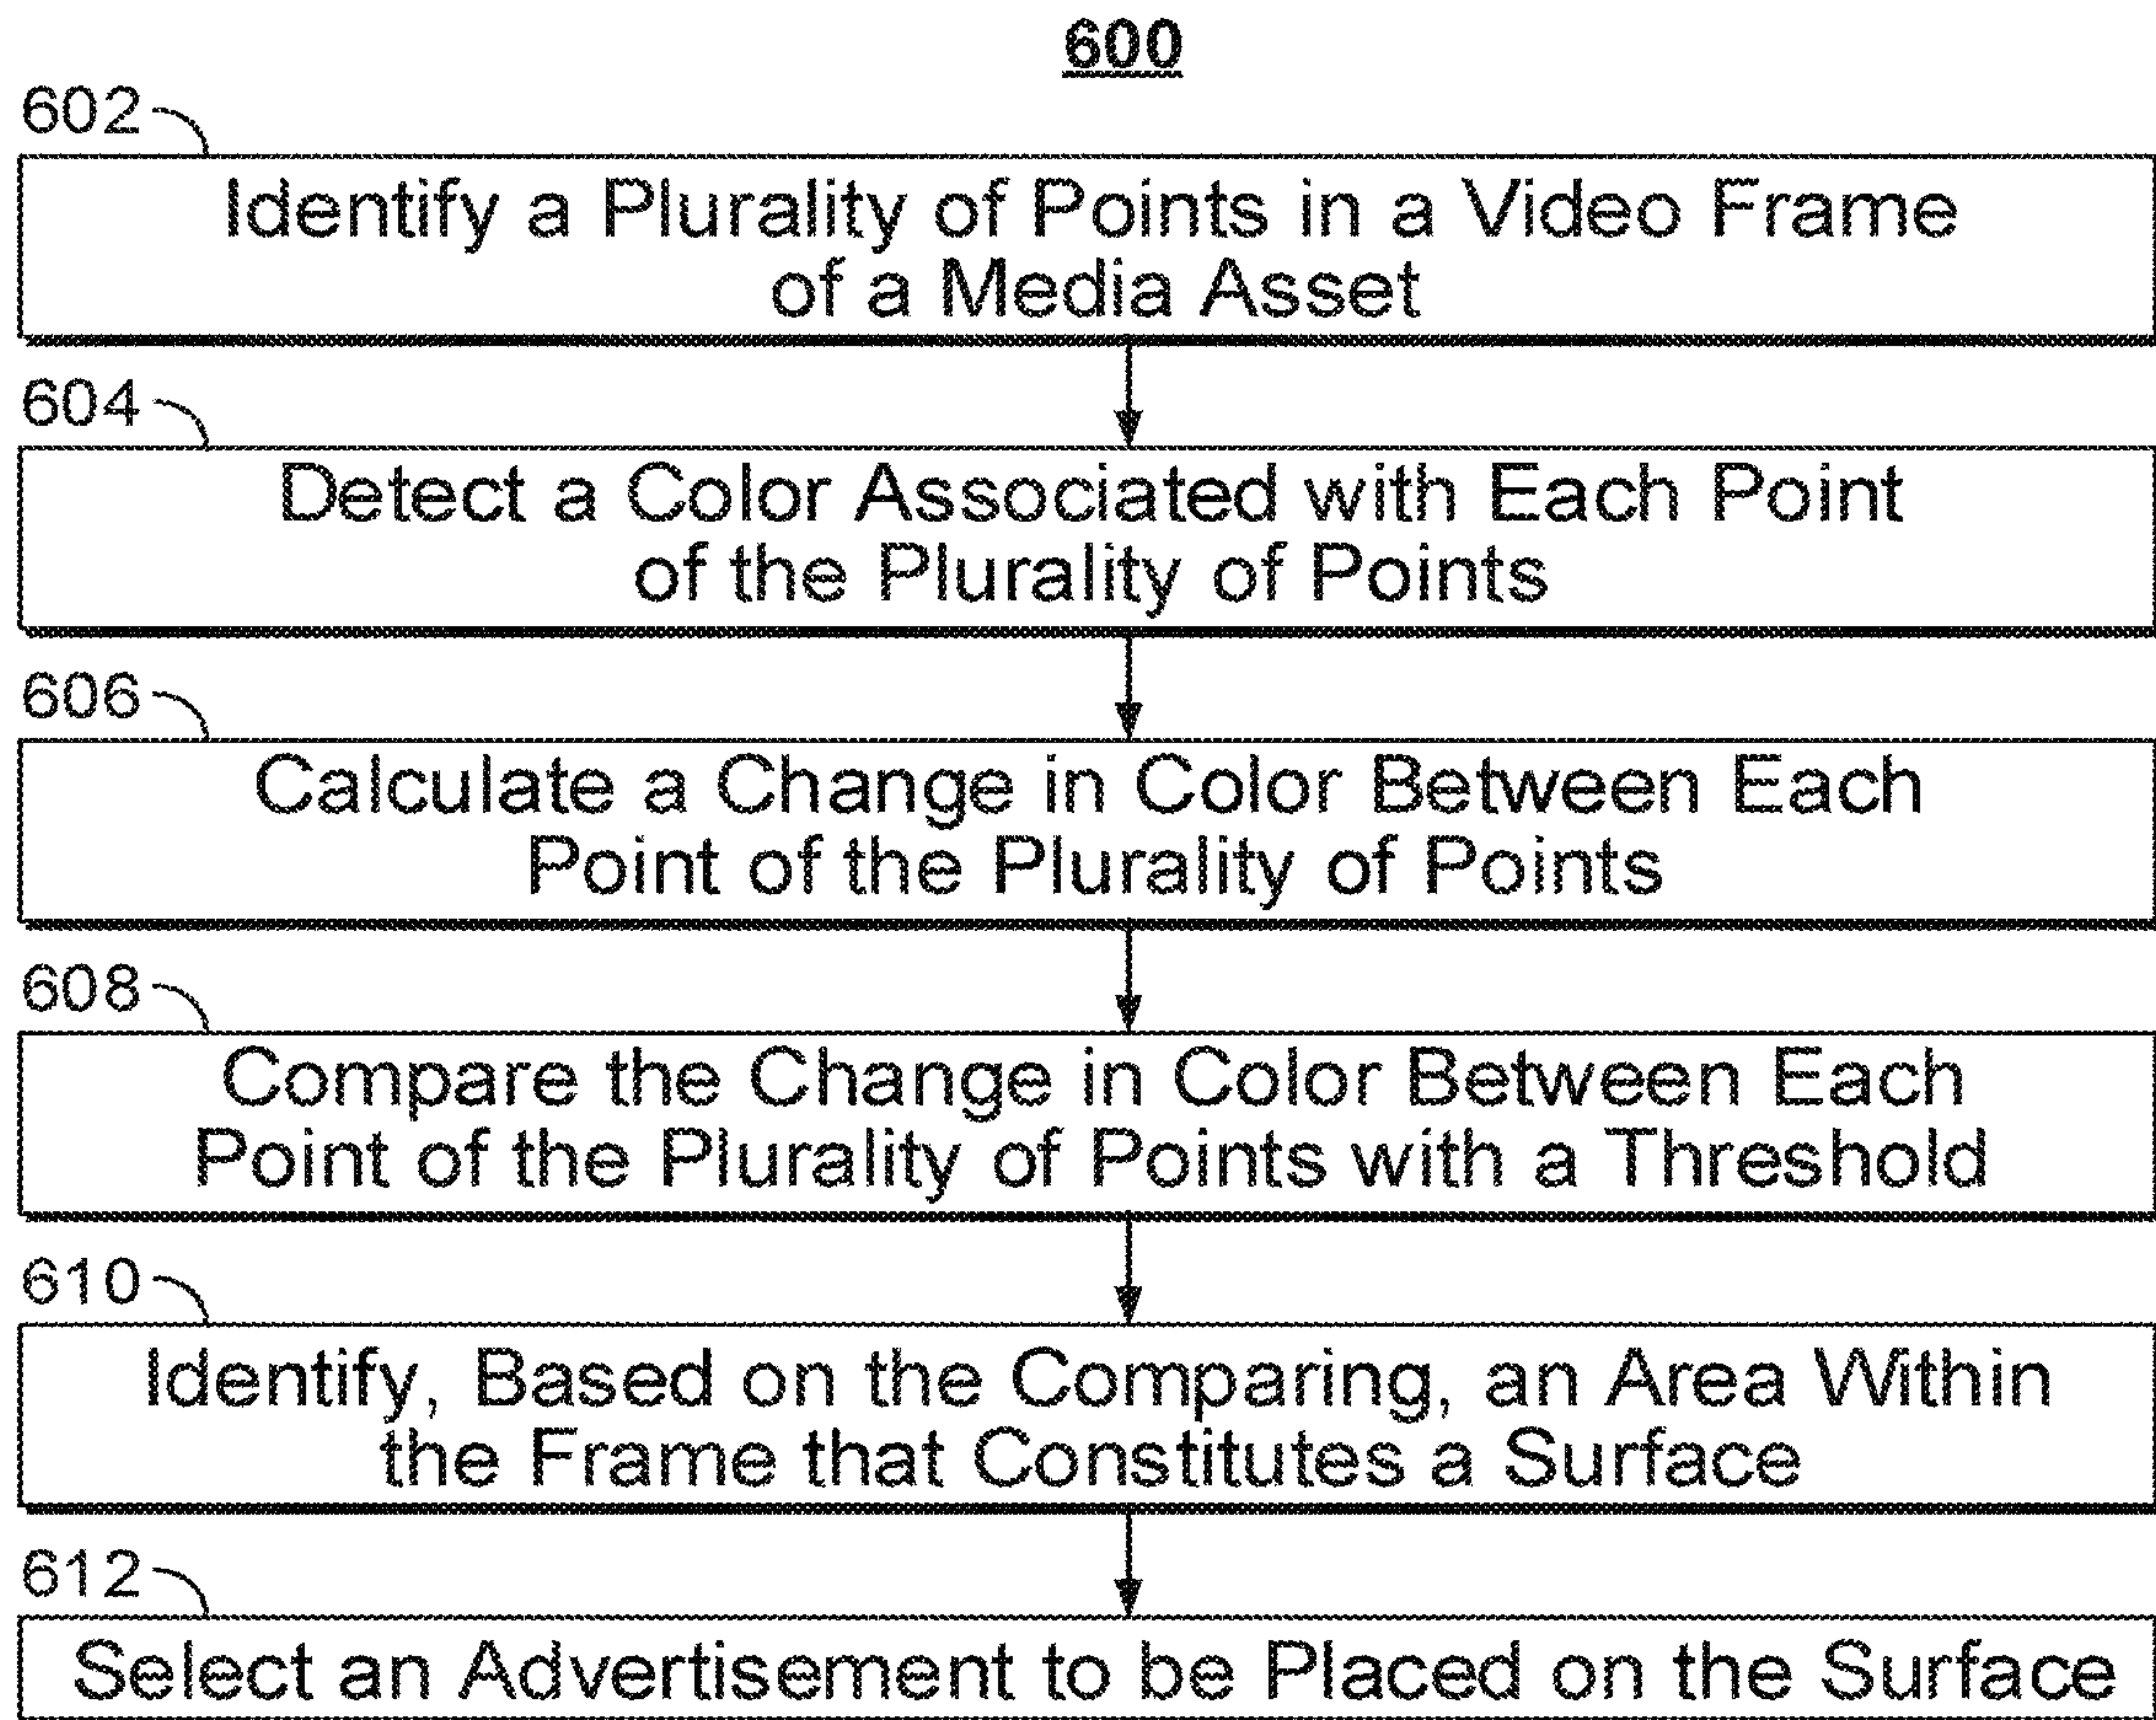 600
602
Identify a Plurality of Points in a Video Frame
of a Media Asset
604
Detect a Color Associated with Each Point
of the Plurality of Points
606
Calculate a Change in Color Between Each
Point of the Plurality of Points
608
Compare the Change in Color Between Each
Point of the Plurality of Points with a Threshold
610
Identify, Based on the Comparing, an Area Within
the Frame that Constitutes a Surface
612
Select an Advertisement to be Placed on the Surface